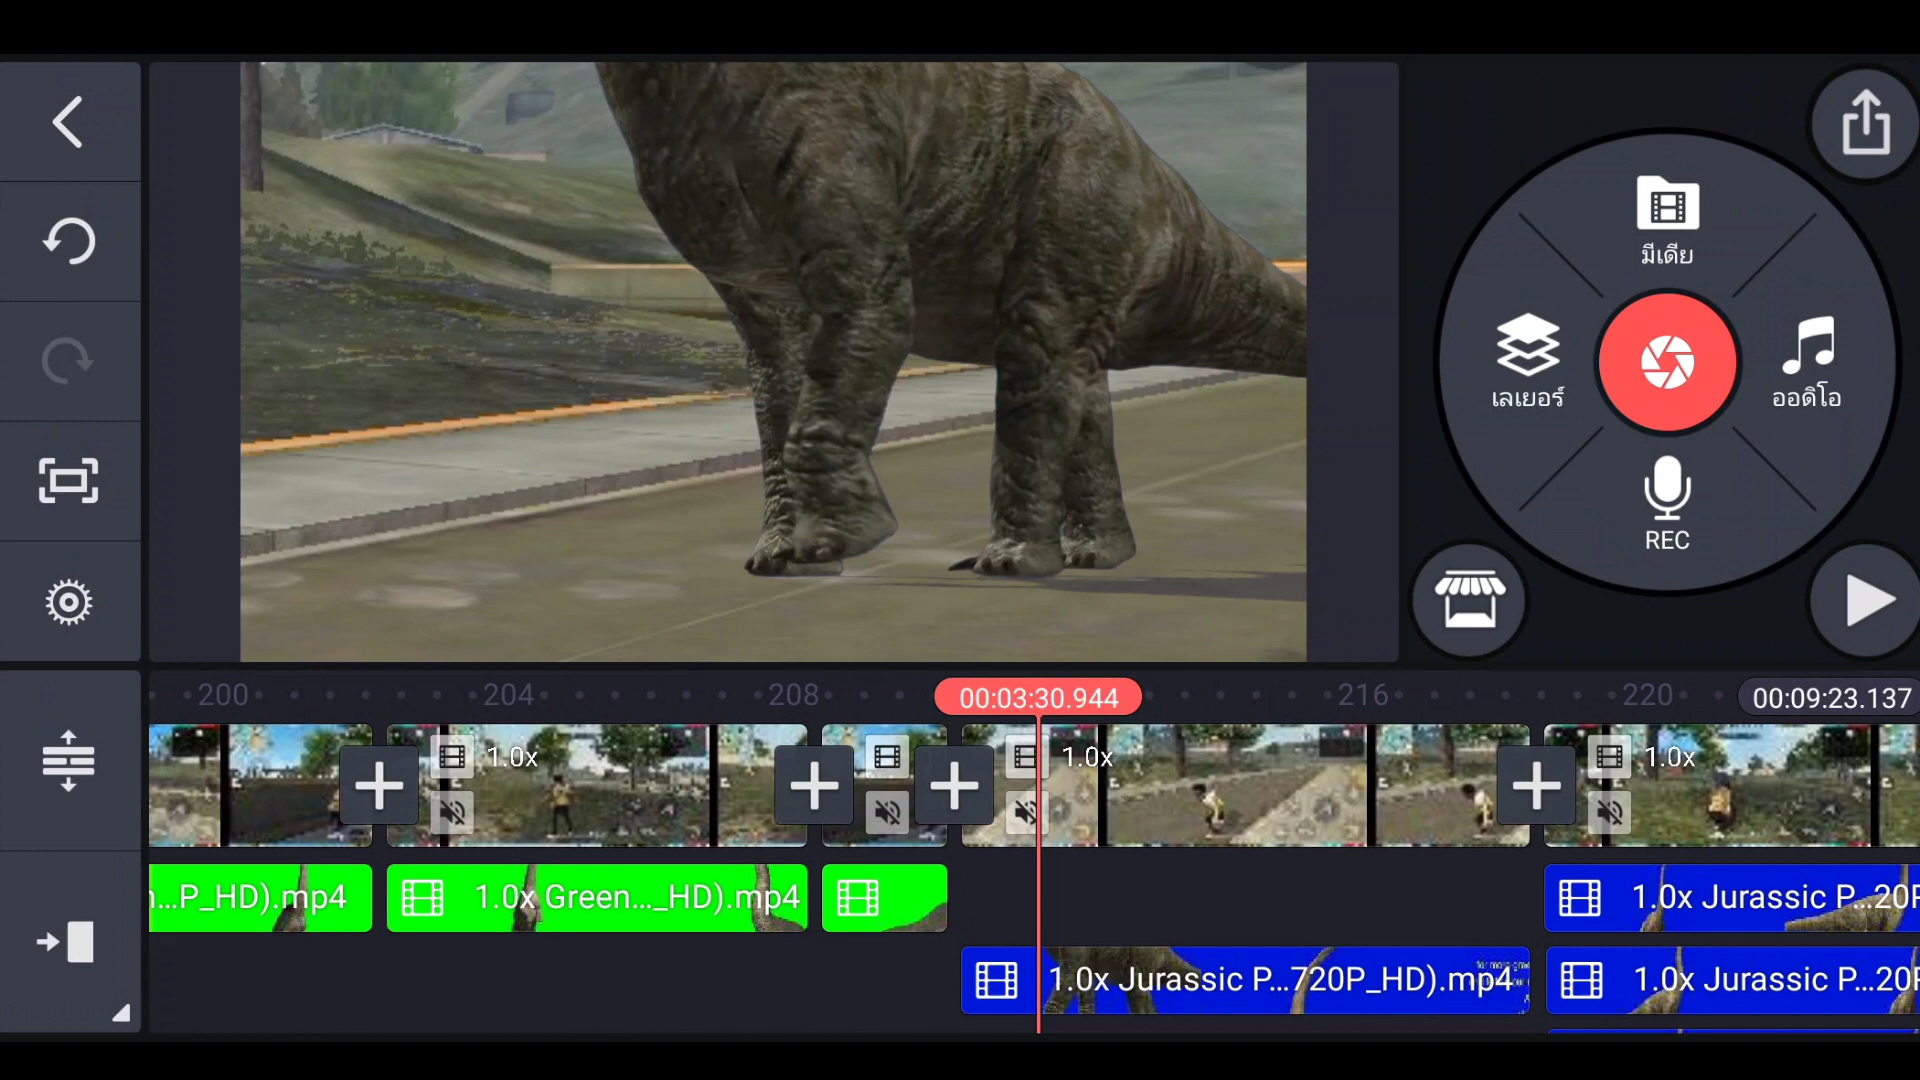 มีเดีย
เลเยอร์
ออดิโอ
REC
200
204
208
00:03:30.944
216
220
00:09:23.137
1.0x
1.0x
1.0x
...P_HD).mp4
1.0x Green..._HD).mp4
1.0x Jurassic P...20P
1.0x Jurassic P...720P_HD).mp4
1.0x Jurassic P...20P